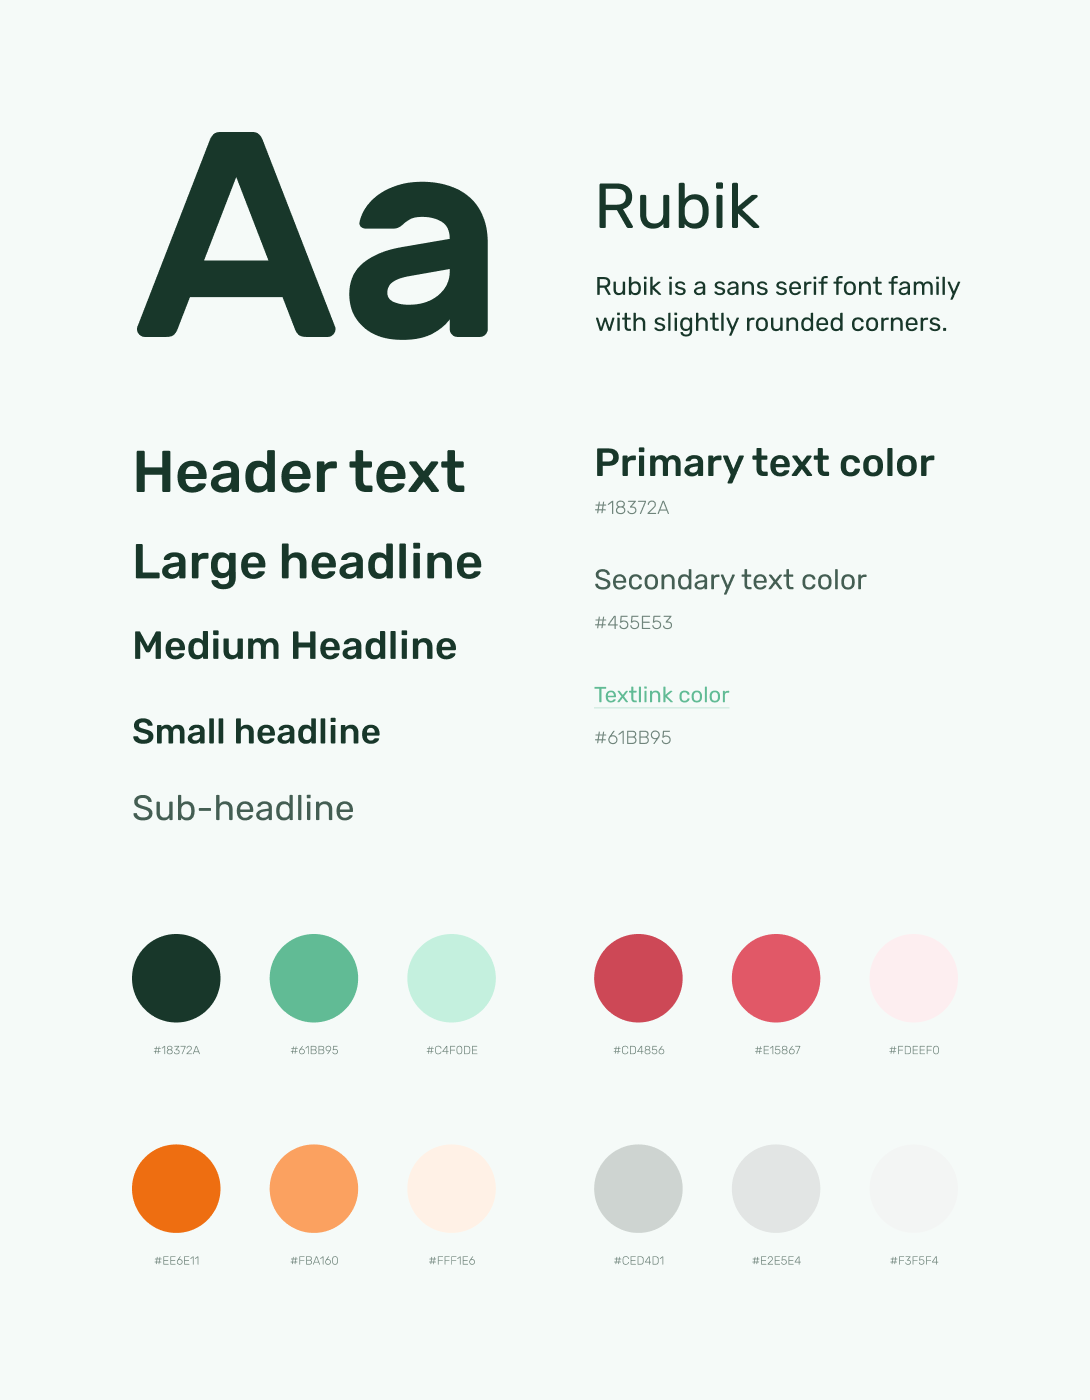 Aa
Rubik
Rubik is a sans serif font family
with slightly rounded corners.
Header text
Large headline
Medium Headline
Small headline
Sub-headline
Primary text color
#18372A
Secondary text color
#455E53
Textlink color
#61BB95
#18372A
#61BB95
#C4F0DE
#CD4856
#E15867
#FDEEF0
#EE6E11
#FBA160
#FFF1E6
#CED4D1
#E2E5E4
#F3F5F4